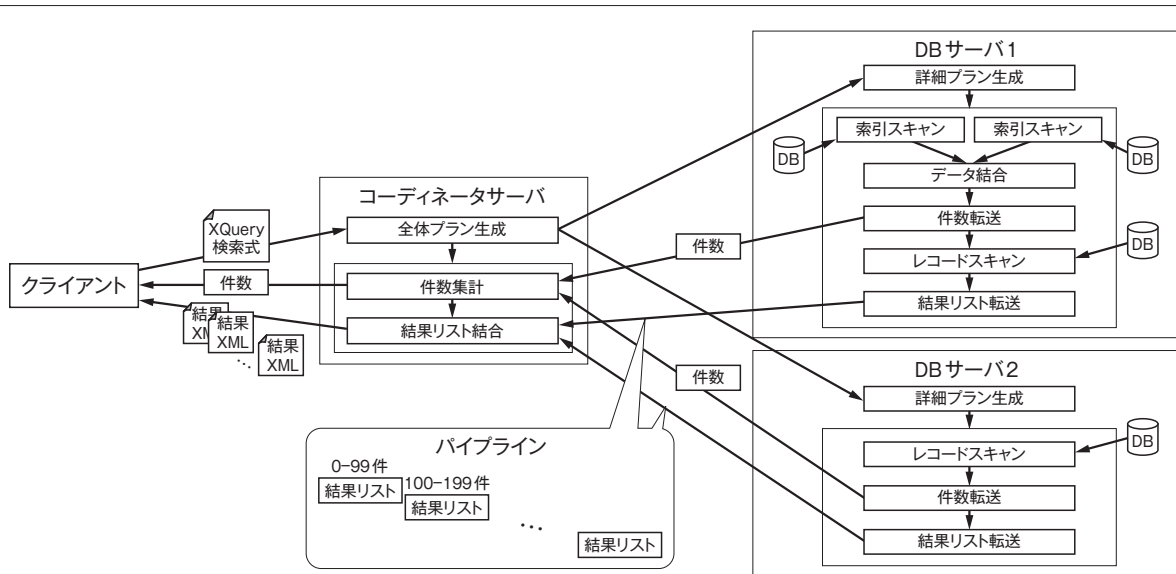 クライアント
XQuery
検索式
件数
結果
XML
結果
XML
…
結果
XML
コーディネータサーバ
全体プラン生成
件数集計
結果リスト結合
件数
件数
パイプライン
0-99件
結果リスト
100-199件
結果リスト
…
結果リスト
DBサーバ1
詳細プラン生成
索引スキャン
索引スキャン
DB
DB
データ結合
件数転送
DB
レコードスキャン
結果リスト転送
DBサーバ2
詳細プラン生成
DB
レコードスキャン
件数転送
結果リスト転送